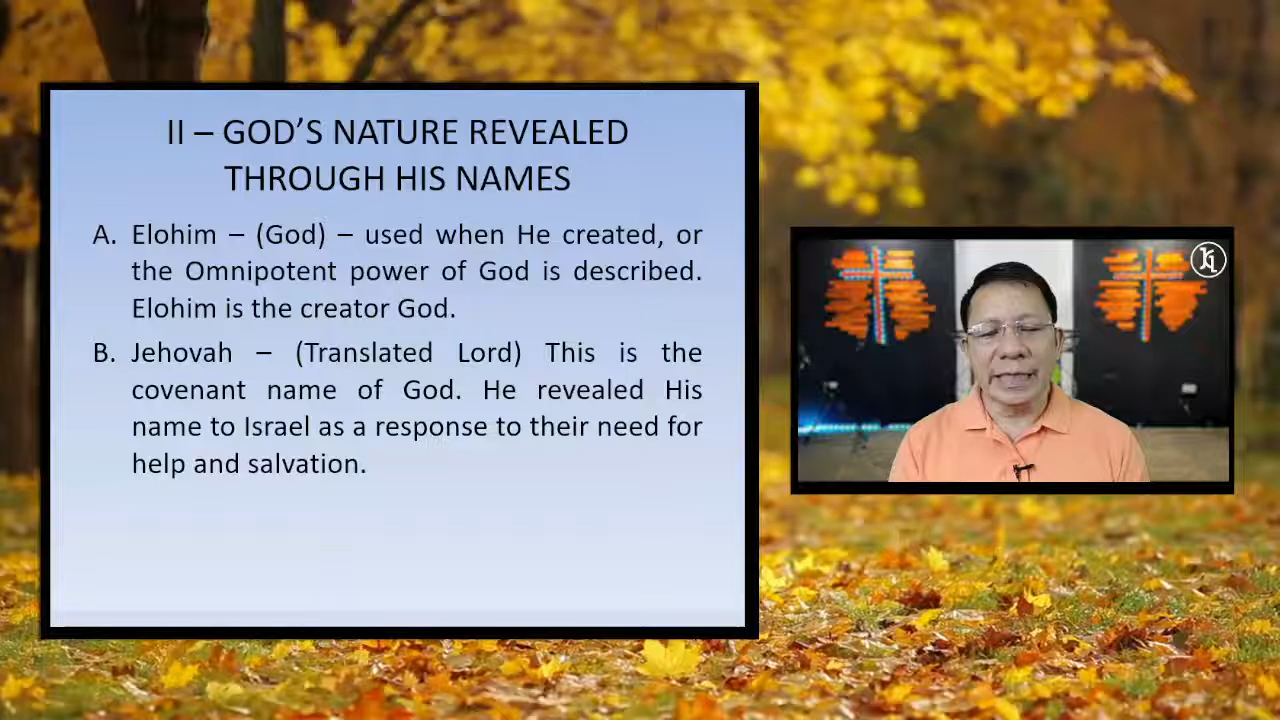 II – GOD’S NATURE REVEALED
THROUGH HIS NAMES
A. Elohim – (God) – used when He created, or
the Omnipotent power of God is described.
Elohim is the creator God.
B. Jehovah – (Translated Lord) This is the
covenant name of God. He revealed His
name to Israel as a response to their need for
help and salvation.